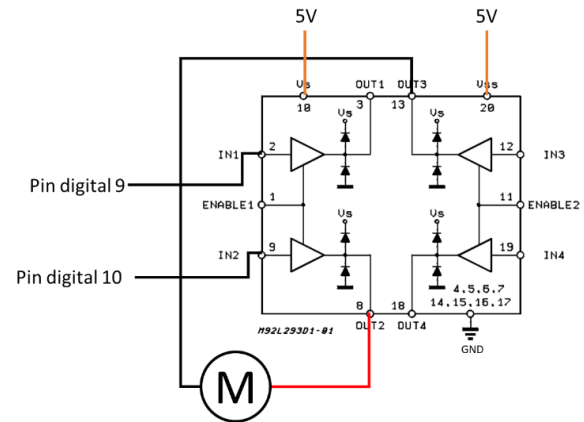 5V 5V
Vs OUT1 OUT3 Vss
10 3 13 20
Vs Vs
IN1 2 12 IN3
Pin digital 9
ENABLE1 1 11 ENABLE2
Vs Vs
IN2 9 19 IN4
Pin digital 10
4,5,6,7
8 18 14,15,16,17
M92L293D1-01 OUT2 OUT4
GND
M